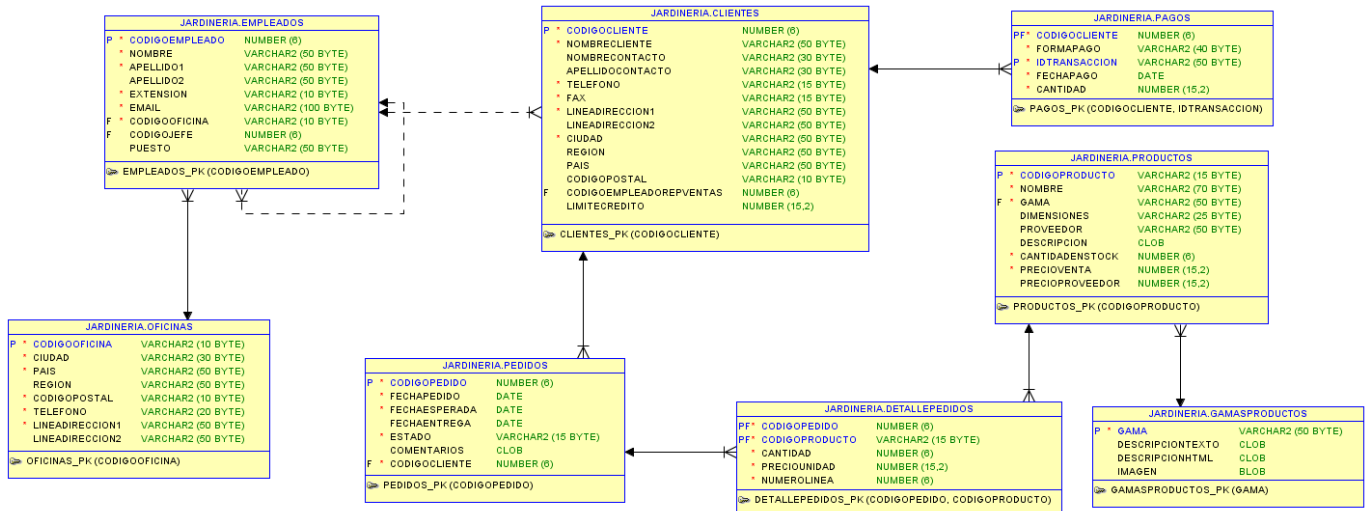 JARDINERIA.EMPLEADOS
P * CODIGOEMPLEADO NUMBER (6)
* NOMBRE VARCHAR2 (50 BYTE)
* APELLIDO1 VARCHAR2 (50 BYTE)
APELLIDO2 VARCHAR2 (50 BYTE)
* EXTENSION VARCHAR2 (10 BYTE)
* EMAIL VARCHAR2 (100 BYTE)
F * CODIGOOFICINA VARCHAR2 (10 BYTE)
F CODIGOJEFE NUMBER (6)
PUESTO VARCHAR2 (50 BYTE)
EMPLEADOS_PK (CODIGOEMPLEADO)
JARDINERIA.CLIENTES
P * CODIGOCLIENTE NUMBER (6)
* NOMBRECLIENTE VARCHAR2 (50 BYTE)
NOMBRECONTACTO VARCHAR2 (30 BYTE)
APELLIDOCONTACTO VARCHAR2 (30 BYTE)
* TELEFONO VARCHAR2 (15 BYTE)
* FAX VARCHAR2 (15 BYTE)
* LINEADIRECCION1 VARCHAR2 (50 BYTE)
LINEADIRECCION2 VARCHAR2 (50 BYTE)
* CIUDAD VARCHAR2 (50 BYTE)
REGION VARCHAR2 (50 BYTE)
PAIS VARCHAR2 (50 BYTE)
CODIGOPOSTAL VARCHAR2 (10 BYTE)
F CODIGOEMPLEADOREPVENTAS NUMBER (6)
LIMITECREDITO NUMBER (15,2)
CLIENTES_PK (CODIGOCLIENTE)
JARDINERIA.PAGOS
PF* CODIGOCLIENTE NUMBER (6)
* FORMAPAGO VARCHAR2 (40 BYTE)
P * IDTRANSACCION VARCHAR2 (50 BYTE)
* FECHAPAGO DATE
* CANTIDAD NUMBER (15,2)
PAGOS_PK (CODIGOCLIENTE, IDTRANSACCION)
JARDINERIA.PRODUCTOS
P * CODIGOPRODUCTO VARCHAR2 (15 BYTE)
* NOMBRE VARCHAR2 (70 BYTE)
F * GAMA VARCHAR2 (50 BYTE)
DIMENSIONES VARCHAR2 (25 BYTE)
PROVEEDOR VARCHAR2 (50 BYTE)
DESCRIPCION CLOB
* CANTIDADENSTOCK NUMBER (6)
* PRECIOVENTA NUMBER (15,2)
PRECIOPROVEEDOR NUMBER (15,2)
PRODUCTOS_PK (CODIGOPRODUCTO)
JARDINERIA.OFICINAS
P * CODIGOOFICINA VARCHAR2 (10 BYTE)
* CIUDAD VARCHAR2 (30 BYTE)
* PAIS VARCHAR2 (50 BYTE)
REGION VARCHAR2 (50 BYTE)
* CODIGOPOSTAL VARCHAR2 (10 BYTE)
* TELEFONO VARCHAR2 (20 BYTE)
* LINEADIRECCION1 VARCHAR2 (50 BYTE)
LINEADIRECCION2 VARCHAR2 (50 BYTE)
OFICINAS_PK (CODIGOOFICINA)
JARDINERIA.PEDIDOS
P * CODIGOPEDIDO NUMBER (6)
* FECHAPEDIDO DATE
* FECHAESPERADA DATE
FECHAENTREGA DATE
* ESTADO VARCHAR2 (15 BYTE)
COMENTARIOS CLOB
F * CODIGOCLIENTE NUMBER (6)
PEDIDOS_PK (CODIGOPEDIDO)
JARDINERIA.DETALLEPEDIDOS
PF* CODIGOPEDIDO NUMBER (6)
PF* CODIGOPRODUCTO VARCHAR2 (15 BYTE)
* CANTIDAD NUMBER (6)
* PRECIOUNIDAD NUMBER (15,2)
* NUMEROLINEA NUMBER (6)
DETALLEPEDIDOS_PK (CODIGOPEDIDO, CODIGOPRODUCTO)
JARDINERIA.GAMASPRODUCTOS
P * GAMA VARCHAR2 (50 BYTE)
DESCRIPCIONTEXTO CLOB
DESCRIPCIONHTML CLOB
IMAGEN BLOB
GAMASPRODUCTOS_PK (GAMA)